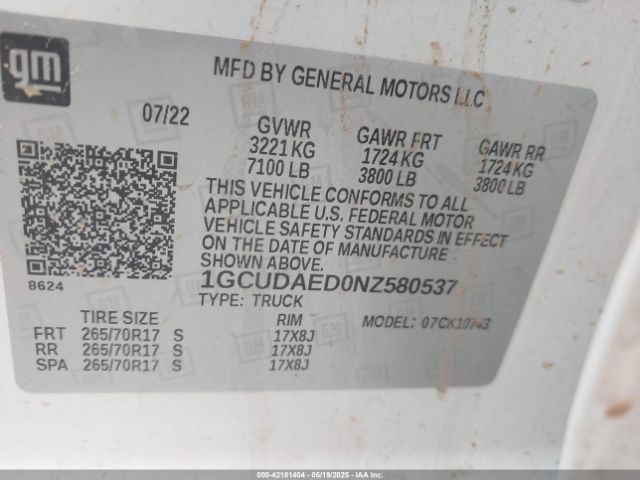 gm
MFD BY GENERAL MOTORS LLC
07/22
GVWR GAWR FRT GAWR RR
3221 KG 1724 KG 1724 KG
7100 LB 3800 LB 3800 LB
THIS VEHICLE CONFORMS TO ALL
APPLICABLE U.S. FEDERAL MOTOR
VEHICLE SAFETY STANDARDS IN EFFECT
ON THE DATE OF MANUFACTURE
SHOWN ABOVE.
8624
1GCUDAED0NZ580537
TYPE: TRUCK
TIRE SIZE RIM MODEL: 07CK10743
FRT 265/70R17 S 17X8J
RR 265/70R17 S 17X8J
SPA 265/70R17 S 17X8J
000-42181404 - 05/19/2025 - IAAI.COM